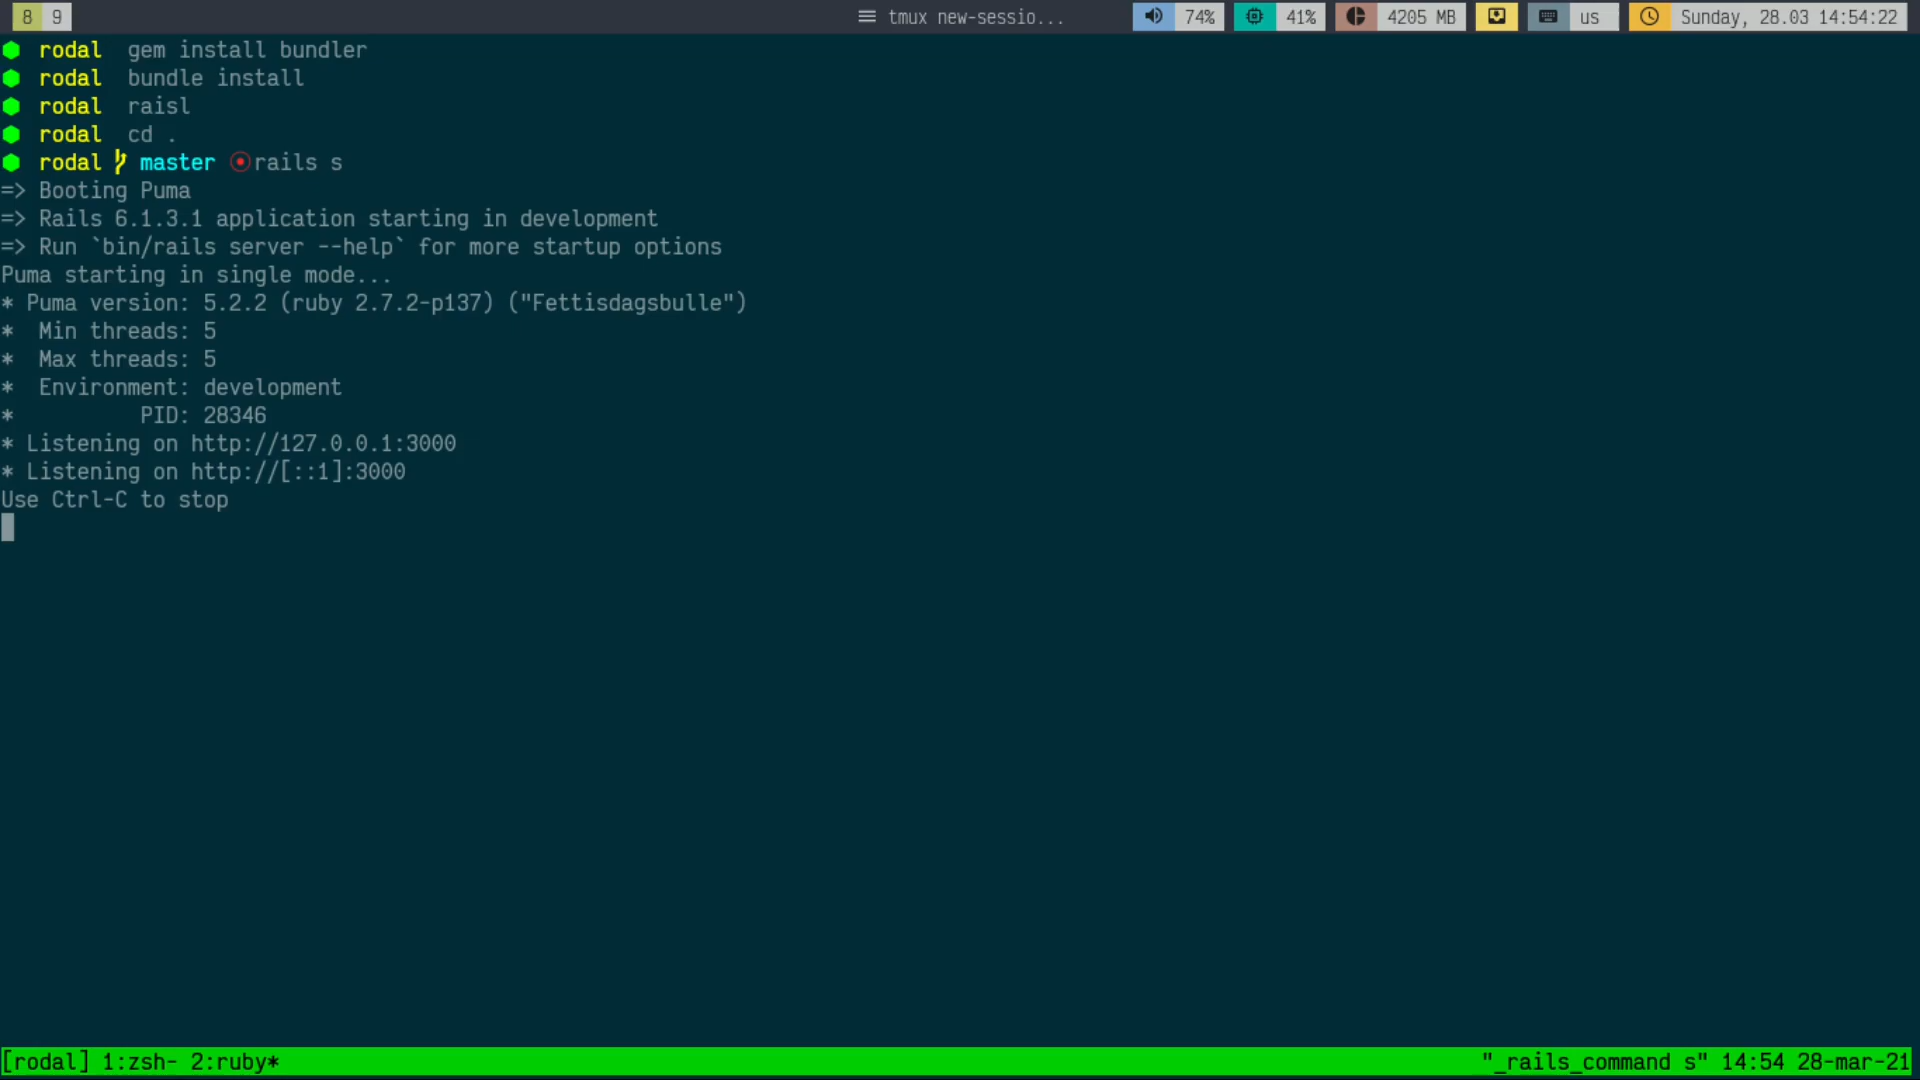 8 9 tmux new-sessio... 74% 41% 4205 MB us Sunday, 28.03 14:54:22
rodal gem install bundler
rodal bundle install
rodal raisl
rodal cd .
rodal master rails s
=> Booting Puma
=> Rails 6.1.3.1 application starting in development
=> Run `bin/rails server --help` for more startup options
Puma starting in single mode...
* Puma version: 5.2.2 (ruby 2.7.2-p137) ("Fettisdagsbulle")
*  Min threads: 5
*  Max threads: 5
*  Environment: development
*          PID: 28346
* Listening on http://127.0.0.1:3000
* Listening on http://[::1]:3000
Use Ctrl-C to stop
[rodal] 1:zsh- 2:ruby* "_rails_command s" 14:54 28-mar-21